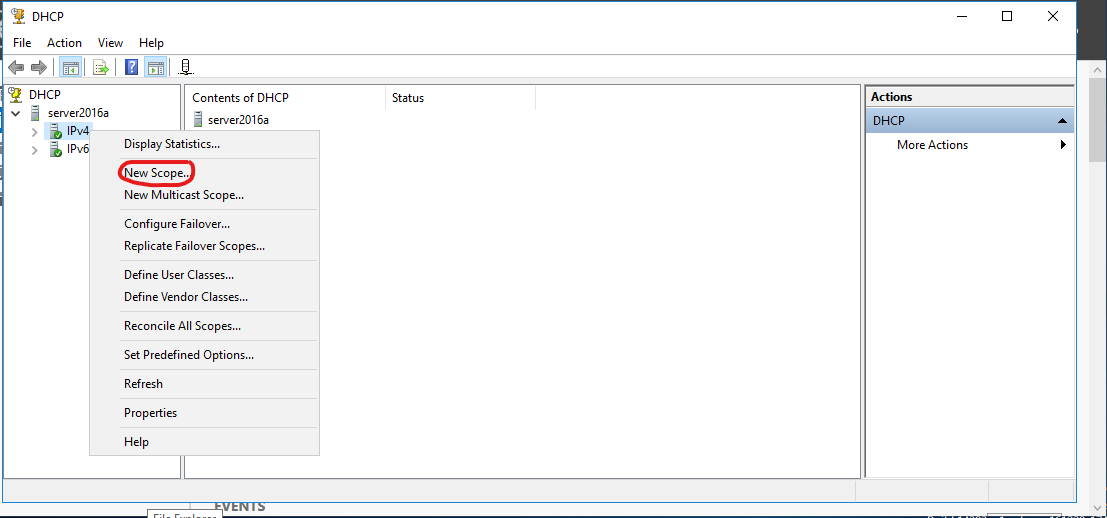 DHCP
File Action View Help
DHCP
server2016a
IPv4
IPv6
Contents of DHCP Status
server2016a
Actions
DHCP
More Actions
Display Statistics...
New Scope...
New Multicast Scope...
Configure Failover...
Replicate Failover Scopes...
Define User Classes...
Define Vendor Classes...
Reconcile All Scopes...
Set Predefined Options...
Refresh
Properties
Help
EVENTS
File Explorer